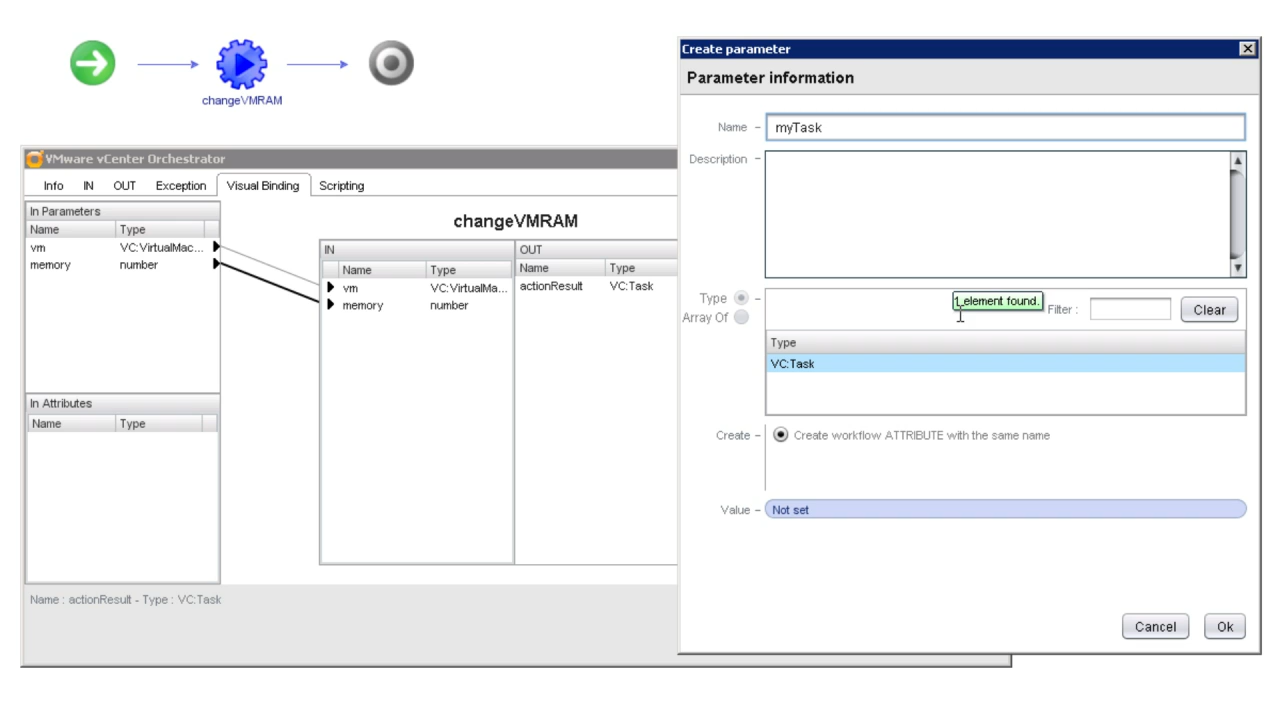 changeVMRAM
VMware vCenter Orchestrator
Info IN OUT Exception Visual Binding Scripting
In Parameters
Name Type
vm VC:VirtualMac...
memory number
In Attributes
Name Type
changeVMRAM
IN
Name Type
vm VC:VirtualMa...
memory number
OUT
Name Type
actionResult VC:Task
Name : actionResult - Type : VC:Task
Create parameter
Parameter information
Name – myTask
Description –
Type –
Array Of
1 element found.
Filter :
Clear
Type
VC:Task
Create – Create workflow ATTRIBUTE with the same name
Value – Not set
Cancel Ok